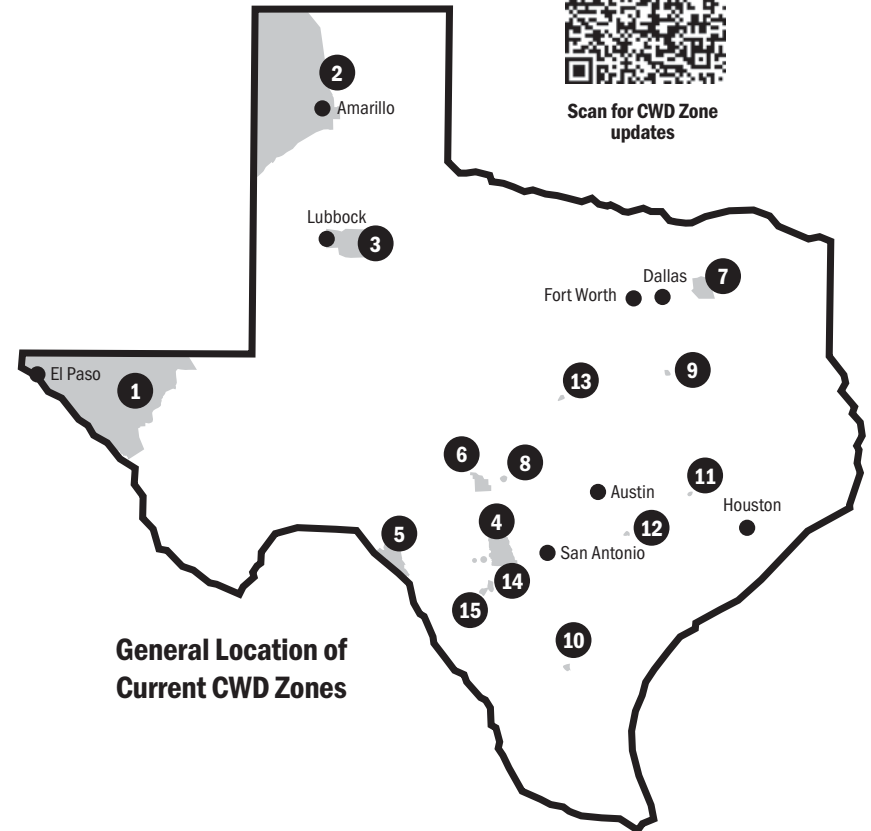 Scan for CWD Zone
updates
2
Amarillo
Lubbock
3
Dallas
7
Fort Worth
El Paso
1
13
9
6
8
11
Austin
Houston
4
12
5
San Antonio
14
15
10
General Location of
Current CWD Zones